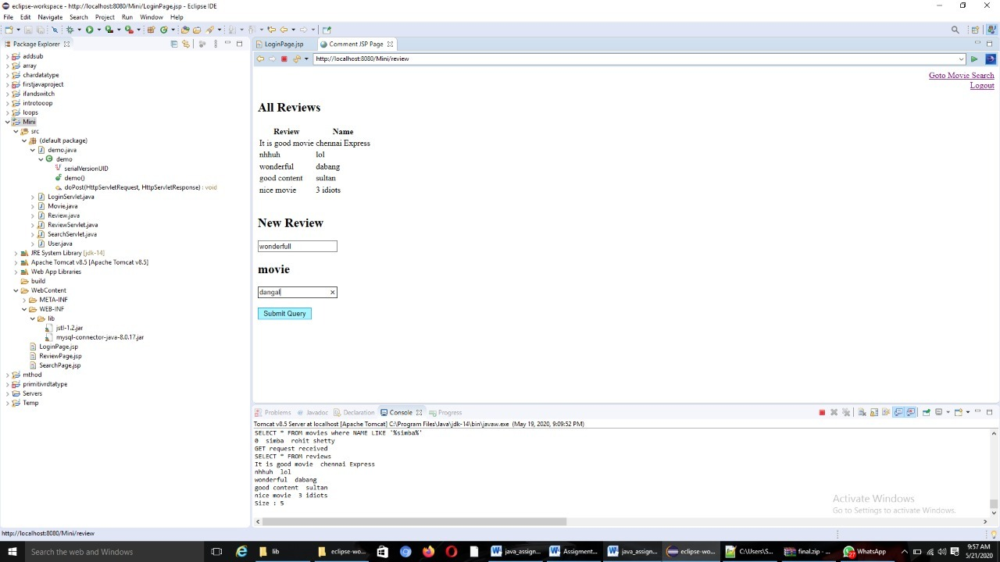 eclipse-workspace - http://localhost:8080/Mini/LoginPage.jsp - Eclipse IDE
File Edit Navigate Search Project Run Window Help
Package Explorer
addsub
array
chardatatype
firstjavaproject
ifandswitch
introtooop
loops
Mini
src
(default package)
demo.java
demo
serialVersionUID
demo()
doPost(HttpServletRequest, HttpServletResponse) : void
LoginServlet.java
Movie.java
Review.java
ReviewServlet.java
SearchServlet.java
User.java
JRE System Library [jdk-14]
Apache Tomcat v8.5 [Apache Tomcat v8.5]
Web App Libraries
build
WebContent
META-INF
WEB-INF
lib
jstl-1.2.jar
mysql-connector-java-8.0.17.jar
LoginPage.jsp
ReviewPage.jsp
SearchPage.jsp
mthod
primitivrdtatype
Servers
Temp
LoginPage.jsp Comment JSP Page
http://localhost:8080/Mini/review
Goto Movie Search
Logout
All Reviews
Review Name
It is good movie chennai Express
nhhuh lol
wonderful dabang
good content sultan
nice movie 3 idiots
New Review
wonderfull
movie
dangal
Submit Query
Problems Javadoc Declaration Console Progress
Tomcat v8.5 Server at localhost [Apache Tomcat] C:\Program Files\Java\jdk-14\bin\javaw.exe (May 19, 2020, 9:09:52 PM)
SELECT * FROM movies where NAME LIKE '%simba%'
0 simba rohit shetty
GET request received
SELECT * FROM reviews
It is good movie chennai Express
nhhuh lol
wonderful dabang
good content sultan
nice movie 3 idiots
Size : 5
Activate Windows
Go to Settings to activate Windows.
http://localhost:8080/Mini/review
Search the web and Windows
lib
eclipse-wo...
java_assign...
Assigment...
java_assign...
eclipse-wo...
C:\Users\S...
final.zip - ...
27
WhatsApp
9:57 AM
5/21/2020